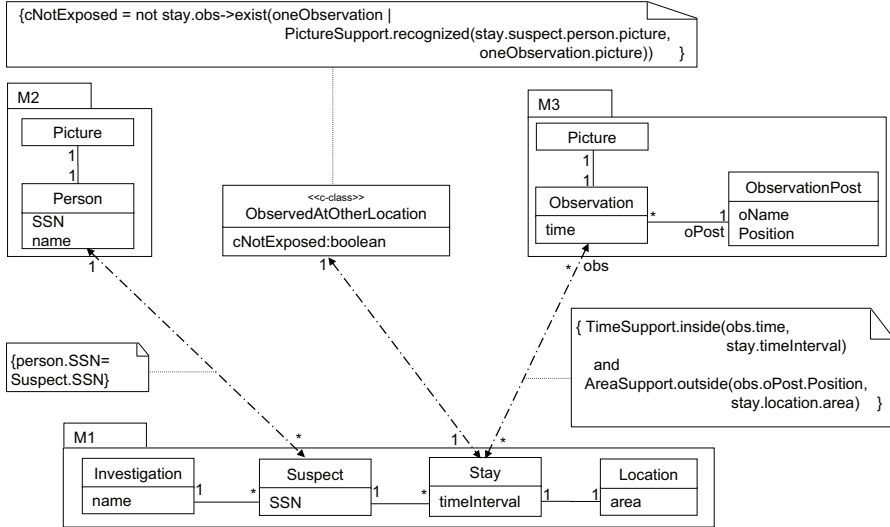 {cNotExposed = not stay.obs->exist(oneObservation |
PictureSupport.recognized(stay.suspect.person.picture,
oneObservation.picture)) }
M2
Picture
1
1
Person
SSN
name
1
<<c-class>>
ObservedAtOtherLocation
cNotExposed:boolean
1
M3
Picture
1
1
Observation
time
*
1
oPost
ObservationPost
oName
Position
* obs
{person.SSN=
Suspect.SSN}
{ TimeSupport.inside(obs.time,
stay.timeInterval)
and
AreaSupport.outside(obs.oPost.Position,
stay.location.area) }
M1
*
1
*
Investigation
name
1
*
Suspect
SSN
1
*
Stay
timeInterval
1
1
Location
area